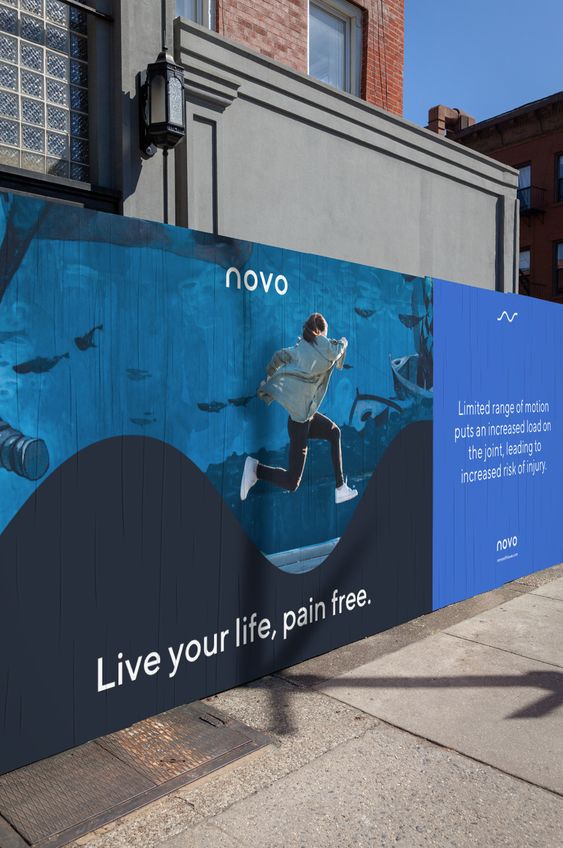 novo
Live your life, pain free.
Limited range of motion
puts an increased load on
the joint, leading to
increased risk of injury.
novo